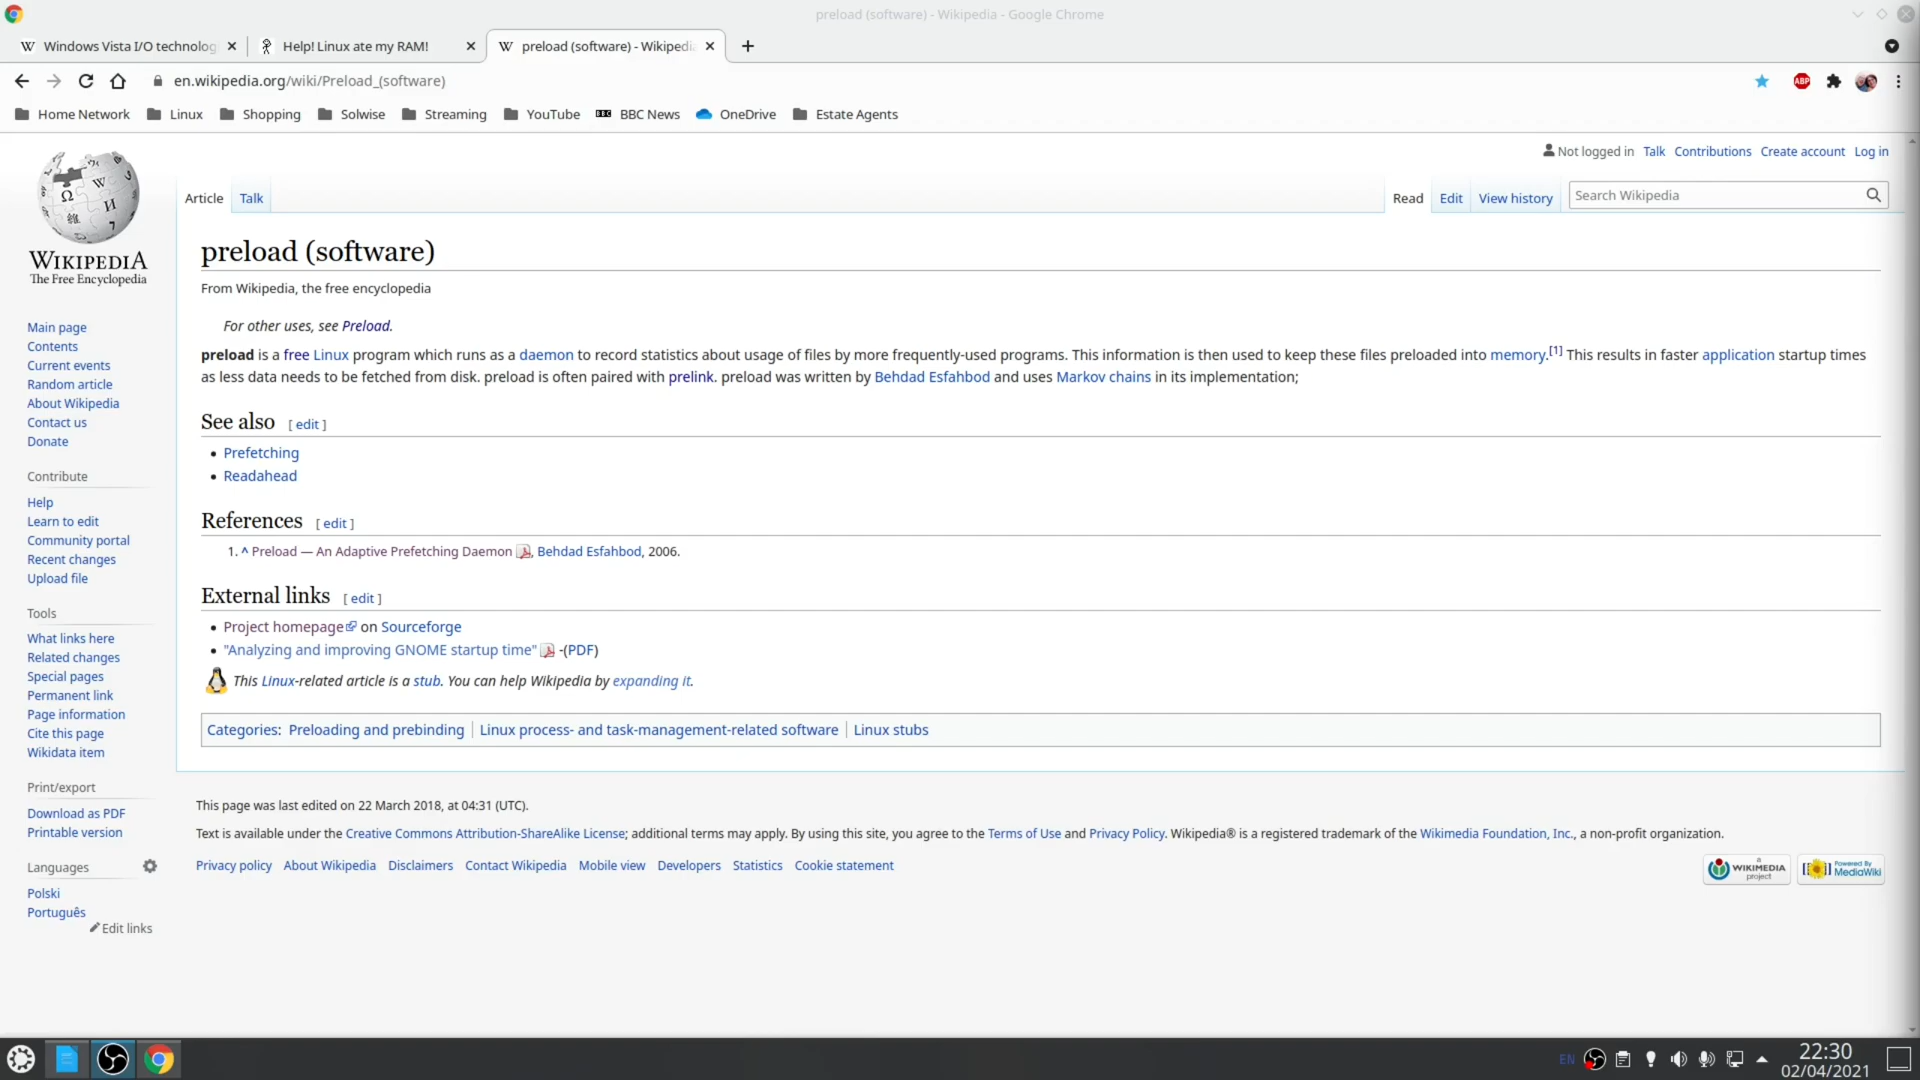 preload (software) - Wikipedia - Google Chrome
Windows Vista I/O technolog
Help! Linux ate my RAM!
preload (software) - Wikipedia
en.wikipedia.org/wiki/Preload_(software)
ABP
Home Network
Linux
Shopping
Solwise
Streaming
YouTube
BBC BBC News
OneDrive
Estate Agents
Not logged in Talk Contributions Create account Log in
Article Talk
Read Edit View history
Search Wikipedia
WIKIPEDIA
The Free Encyclopedia
Main page
Contents
Current events
Random article
About Wikipedia
Contact us
Donate
Contribute
Help
Learn to edit
Community portal
Recent changes
Upload file
Tools
What links here
Related changes
Special pages
Permanent link
Page information
Cite this page
Wikidata item
Print/export
Download as PDF
Printable version
Languages
Polski
Português
Edit links
preload (software)
From Wikipedia, the free encyclopedia
For other uses, see Preload.
preload is a free Linux program which runs as a daemon to record statistics about usage of files by more frequently-used programs. This information is then used to keep these files preloaded into memory.[1] This results in faster application startup times
as less data needs to be fetched from disk. preload is often paired with prelink. preload was written by Behdad Esfahbod and uses Markov chains in its implementation;
See also [ edit ]
• Prefetching
• Readahead
References [ edit ]
1. ^ Preload — An Adaptive Prefetching Daemon, Behdad Esfahbod, 2006.
External links [ edit ]
• Project homepage on Sourceforge
• "Analyzing and improving GNOME startup time" -(PDF)
This Linux-related article is a stub. You can help Wikipedia by expanding it.
Categories: Preloading and prebinding | Linux process- and task-management-related software | Linux stubs
This page was last edited on 22 March 2018, at 04:31 (UTC).
Text is available under the Creative Commons Attribution-ShareAlike License; additional terms may apply. By using this site, you agree to the Terms of Use and Privacy Policy. Wikipedia® is a registered trademark of the Wikimedia Foundation, Inc., a non-profit organization.
Privacy policy About Wikipedia Disclaimers Contact Wikipedia Mobile view Developers Statistics Cookie statement
a
WIKIMEDIA
project
Powered By
MediaWiki
EN
22:30
02/04/2021